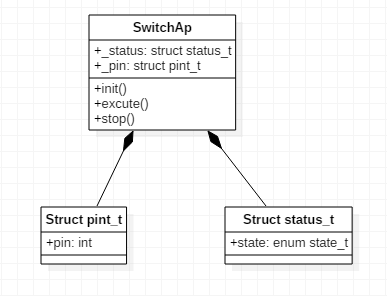 SwitchAp
+_status: struct status_t
+_pin: struct pint_t
+init()
+excute()
+stop()
Struct pint_t
+pin: int
Struct status_t
+state: enum state_t